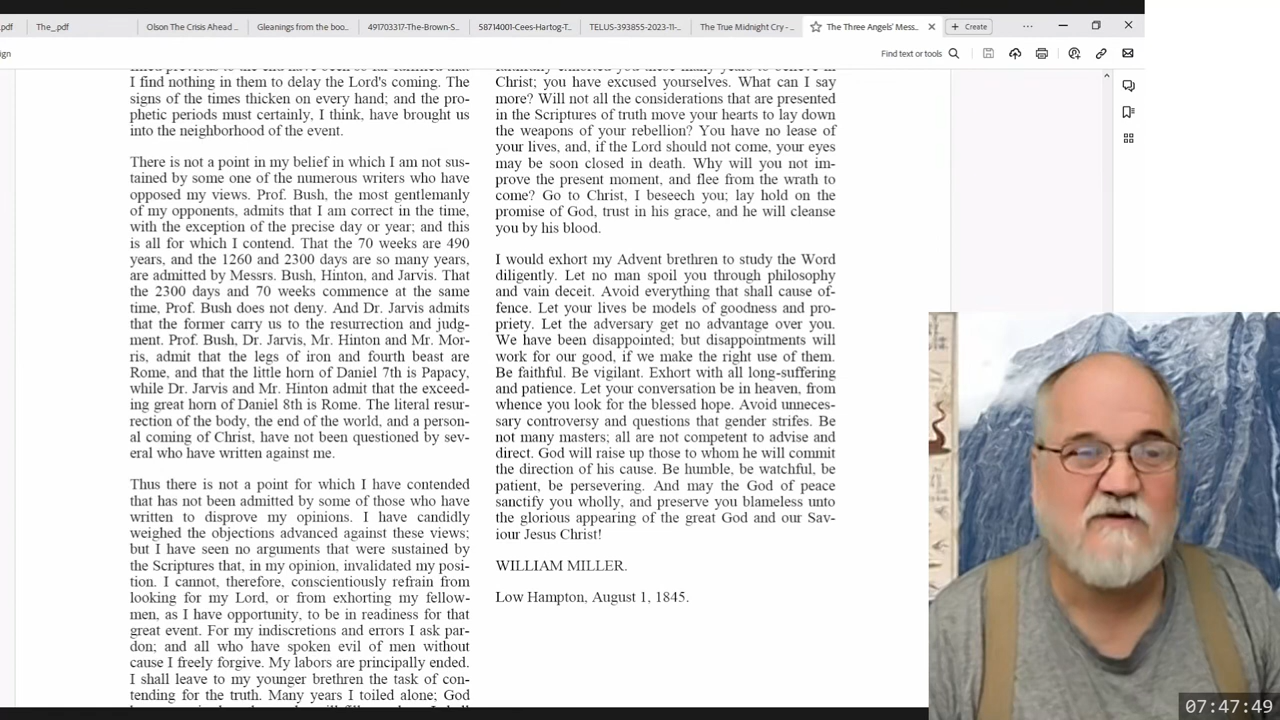 .pdf
The_.pdf
Olson The Crisis Ahead ...
Gleanings from the boo...
491703317-The-Brown-S...
58714001-Cees-Hartog-T...
TELUS-393855-2023-11-...
The True Midnight Cry - ...
The Three Angels' Mess...
Create
ign
Find text or tools
I find nothing in them to delay the Lord's coming. The
signs of the times thicken on every hand; and the pro-
phetic periods must certainly, I think, have brought us
into the neighborhood of the event.
There is not a point in my belief in which I am not sus-
tained by some one of the numerous writers who have
opposed my views. Prof. Bush, the most gentlemanly
of my opponents, admits that I am correct in the time,
with the exception of the precise day or year; and this
is all for which I contend. That the 70 weeks are 490
years, and the 1260 and 2300 days are so many years,
are admitted by Messrs. Bush, Hinton, and Jarvis. That
the 2300 days and 70 weeks commence at the same
time, Prof. Bush does not deny. And Dr. Jarvis admits
that the former carry us to the resurrection and judg-
ment. Prof. Bush, Dr. Jarvis, Mr. Hinton and Mr. Mor-
ris, admit that the legs of iron and fourth beast are
Rome, and that the little horn of Daniel 7th is Papacy,
while Dr. Jarvis and Mr. Hinton admit that the exceed-
ing great horn of Daniel 8th is Rome. The literal resur-
rection of the body, the end of the world, and a person-
al coming of Christ, have not been questioned by sev-
eral who have written against me.
Thus there is not a point for which I have contended
that has not been admitted by some of those who have
written to disprove my opinions. I have candidly
weighed the objections advanced against these views;
but I have seen no arguments that were sustained by
the Scriptures that, in my opinion, invalidated my posi-
tion. I cannot, therefore, conscientiously refrain from
looking for my Lord, or from exhorting my fellow-
men, as I have opportunity, to be in readiness for that
great event. For my indiscretions and errors I ask par-
don; and all who have spoken evil of men without
cause I freely forgive. My labors are principally ended.
I shall leave to my younger brethren the task of con-
tending for the truth. Many years I toiled alone; God
Christ; you have excused yourselves. What can I say
more? Will not all the considerations that are presented
in the Scriptures of truth move your hearts to lay down
the weapons of your rebellion? You have no lease of
your lives, and, if the Lord should not come, your eyes
may be soon closed in death. Why will you not im-
prove the present moment, and flee from the wrath to
come? Go to Christ, I beseech you; lay hold on the
promise of God, trust in his grace, and he will cleanse
you by his blood.
I would exhort my Advent brethren to study the Word
diligently. Let no man spoil you through philosophy
and vain deceit. Avoid everything that shall cause of-
fence. Let your lives be models of goodness and pro-
priety. Let the adversary get no advantage over you.
We have been disappointed; but disappointments will
work for our good, if we make the right use of them.
Be faithful. Be vigilant. Exhort with all long-suffering
and patience. Let your conversation be in heaven, from
whence you look for the blessed hope. Avoid unneces-
sary controversy and questions that gender strifes. Be
not many masters; all are not competent to advise and
direct. God will raise up those to whom he will commit
the direction of his cause. Be humble, be watchful, be
patient, be persevering. And may the God of peace
sanctify you wholly, and preserve you blameless unto
the glorious appearing of the great God and our Sav-
iour Jesus Christ!
WILLIAM MILLER.
Low Hampton, August 1, 1845.
07:47:49